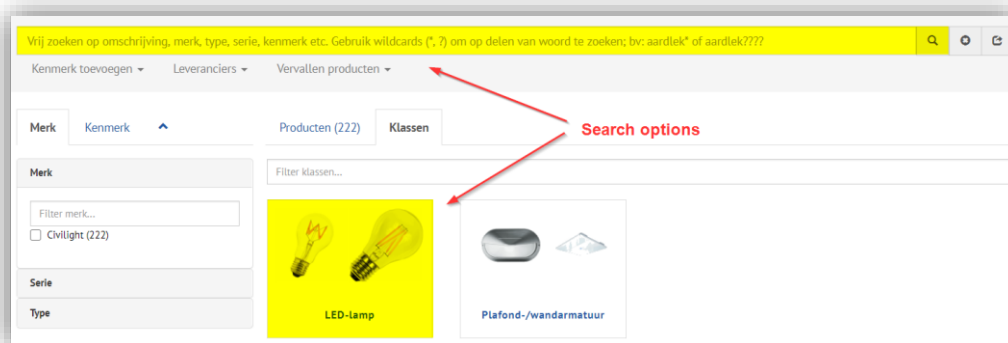 Vrij zoeken op omschrijving, merk, type, serie, kenmerk etc. Gebruik wildcards (*, ?) om op delen van woord te zoeken; bv: aardlek* of aardlek????
Kenmerk toevoegen Leveranciers Vervallen producten
Merk Kenmerk Producten (222) Klassen
Search options
Merk
Filter klassen...
Filter merk...
Civilight (222)
Serie
Type
LED-lamp Plafond-/wandarmatuur